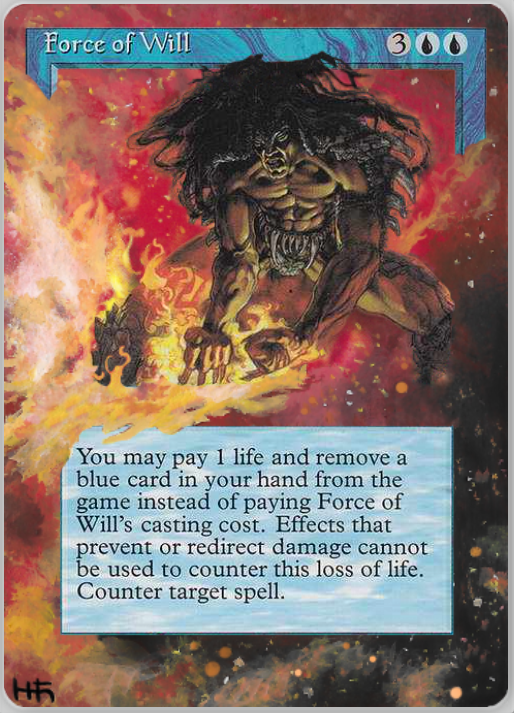 Force of Will 3
You may pay 1 life and remove a
blue card in your hand from the
game instead of paying Force of
Will's casting cost. Effects that
prevent or redirect damage cannot
be used to counter this loss of life.
Counter target spell.